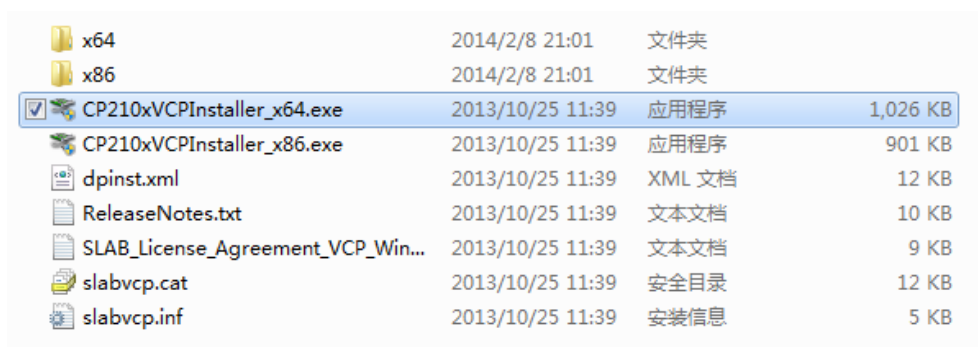 x64 2014/2/8 21:01 文件夹
x86 2014/2/8 21:01 文件夹
CP210xVCPInstaller_x64.exe 2013/10/25 11:39 应用程序 1,026 KB
CP210xVCPInstaller_x86.exe 2013/10/25 11:39 应用程序 901 KB
dpinst.xml 2013/10/25 11:39 XML 文档 12 KB
ReleaseNotes.txt 2013/10/25 11:39 文本文档 10 KB
SLAB_License_Agreement_VCP_Win... 2013/10/25 11:39 文本文档 9 KB
slabvcp.cat 2013/10/25 11:39 安全目录 12 KB
slabvcp.inf 2013/10/25 11:39 安装信息 5 KB